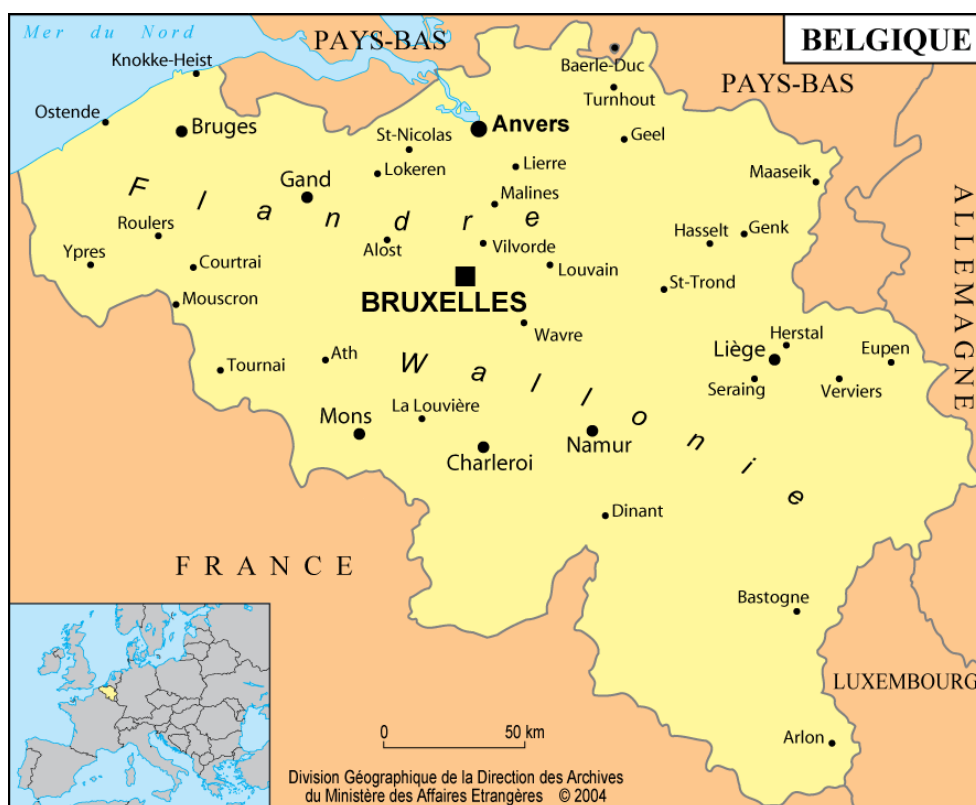 Mer du Nord
PAYS-BAS
BELGIQUE
Knokke-Heist
Baerle-Duc
PAYS-BAS
Turnhout
Ostende
Bruges
Anvers
St-Nicolas
Geel
Lokeren
Lierre
Maaseik
ALLEMAGNE
Gand
Malines
Flandre
Roulers
Alost
Vilvorde
Hasselt
Genk
Ypres
Courtrai
Louvain
St-Trond
Mouscron
BRUXELLES
Wavre
Herstal
Tournai
Ath
Wallonie
Liège
Eupen
Seraing
Verviers
Mons
La Louvière
Charleroi
Namur
Dinant
FRANCE
Bastogne
LUXEMBOURG
Arlon
0 50 km
Division Géographique de la Direction des Archives
du Ministère des Affaires Etrangères © 2004